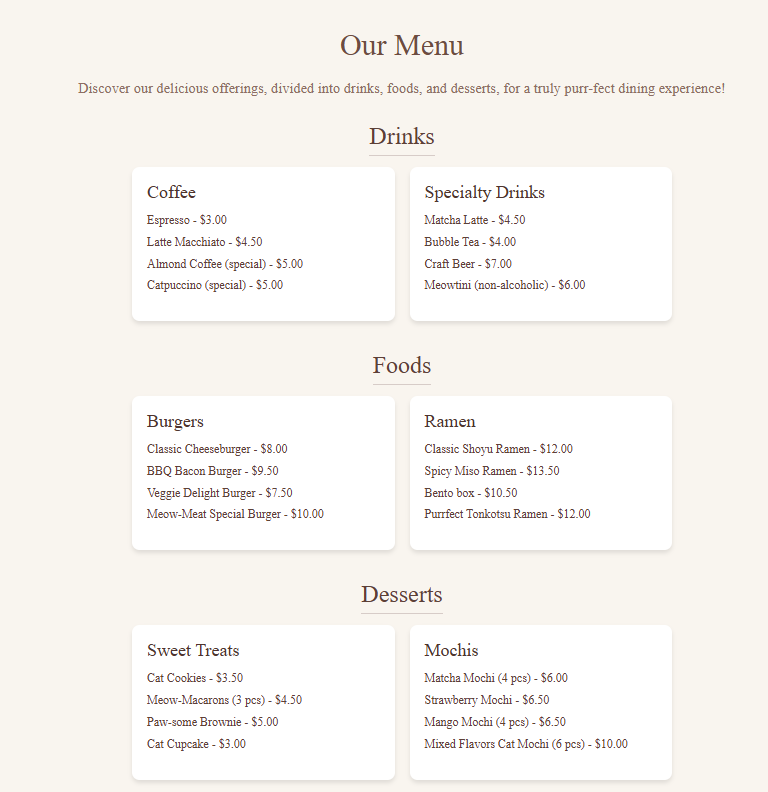 Our Menu
Discover our delicious offerings, divided into drinks, foods, and desserts, for a truly purr-fect dining experience!
Drinks
Coffee
Espresso - $3.00
Latte Macchiato - $4.50
Almond Coffee (special) - $5.00
Catpuccino (special) - $5.00
Specialty Drinks
Matcha Latte - $4.50
Bubble Tea - $4.00
Craft Beer - $7.00
Meowtini (non-alcoholic) - $6.00
Foods
Burgers
Classic Cheeseburger - $8.00
BBQ Bacon Burger - $9.50
Veggie Delight Burger - $7.50
Meow-Meat Special Burger - $10.00
Ramen
Classic Shoyu Ramen - $12.00
Spicy Miso Ramen - $13.50
Bento box - $10.50
Purrfect Tonkotsu Ramen - $12.00
Desserts
Sweet Treats
Cat Cookies - $3.50
Meow-Macarons (3 pcs) - $4.50
Paw-some Brownie - $5.00
Cat Cupcake - $3.00
Mochis
Matcha Mochi (4 pcs) - $6.00
Strawberry Mochi - $6.50
Mango Mochi (4 pcs) - $6.50
Mixed Flavors Cat Mochi (6 pcs) - $10.00